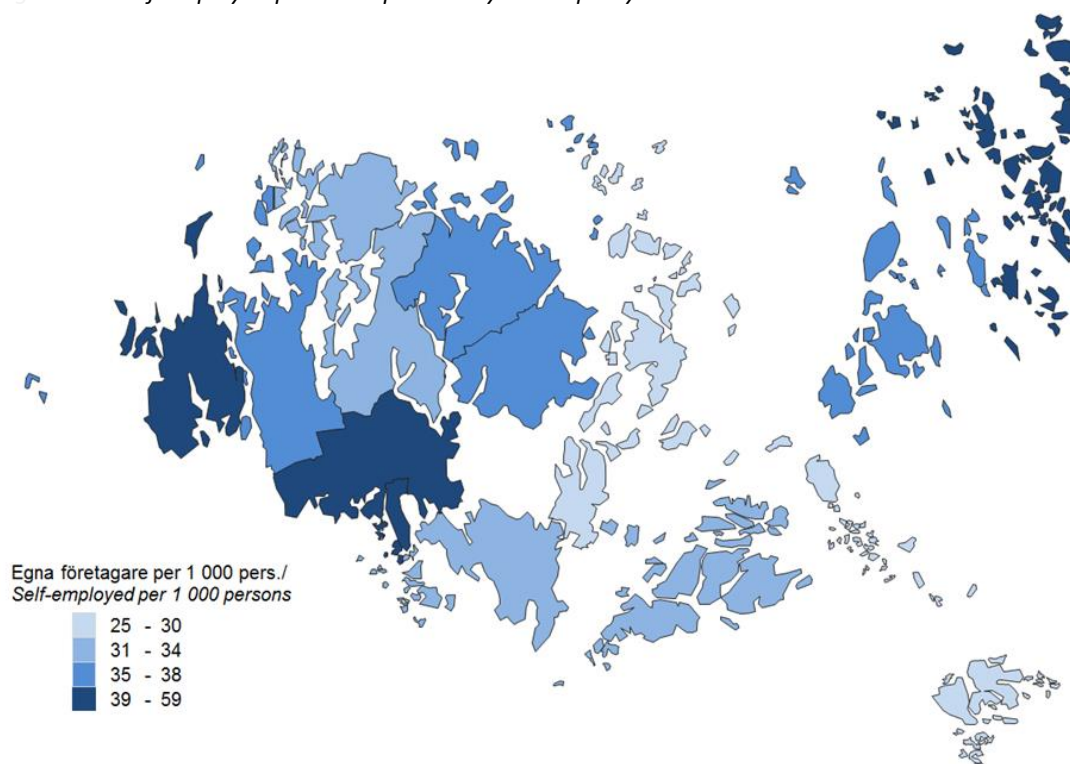 Egna företagare per 1 000 pers./
Self-employed per 1 000 persons
25 - 30
31 - 34
35 - 38
39 - 59